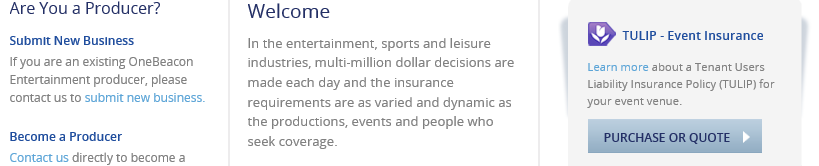 Are You a Producer?
Submit New Business
If you are an existing OneBeacon
Entertainment producer, please
contact us to submit new business.
Become a Producer
Contact us directly to become a
Welcome
In the entertainment, sports and leisure
industries, multi-million dollar decisions are
made each day and the insurance
requirements are as varied and dynamic as
the productions, events and people who
seek coverage.
TULIP - Event Insurance
Learn more about a Tenant Users
Liability Insurance Policy (TULIP) for
your event venue.
PURCHASE OR QUOTE